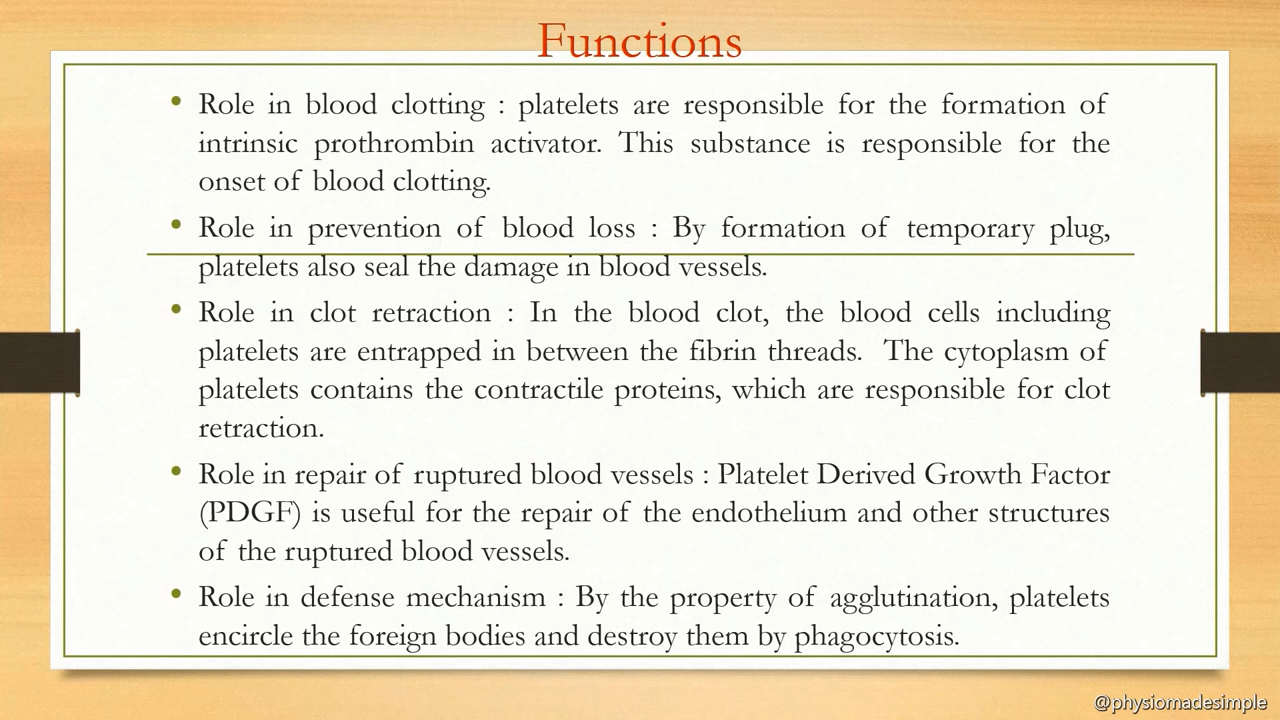 Functions
• Role in blood clotting : platelets are responsible for the formation of
intrinsic prothrombin activator. This substance is responsible for the
onset of blood clotting.
• Role in prevention of blood loss : By formation of temporary plug,
platelets also seal the damage in blood vessels.
• Role in clot retraction : In the blood clot, the blood cells including
platelets are entrapped in between the fibrin threads. The cytoplasm of
platelets contains the contractile proteins, which are responsible for clot
retraction.
• Role in repair of ruptured blood vessels : Platelet Derived Growth Factor
(PDGF) is useful for the repair of the endothelium and other structures
of the ruptured blood vessels.
• Role in defense mechanism : By the property of agglutination, platelets
encircle the foreign bodies and destroy them by phagocytosis.
@physiomadesimple